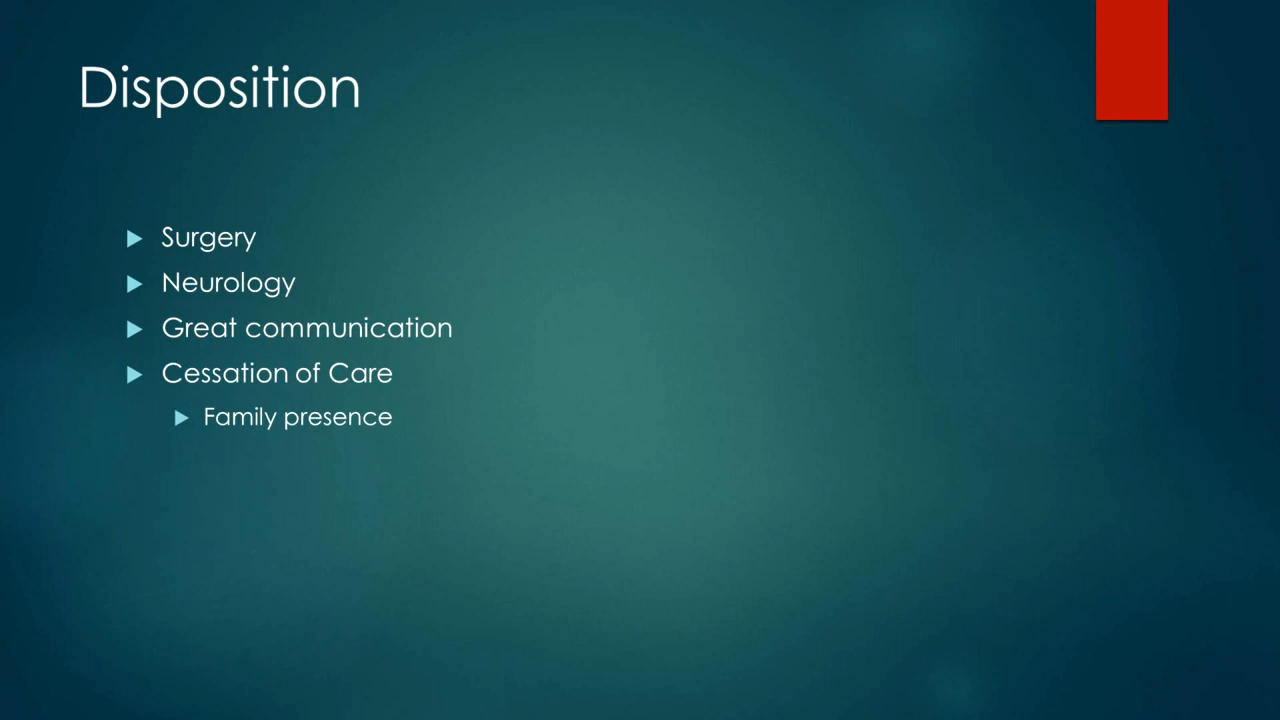 Disposition
Surgery
Neurology
Great communication
Cessation of Care
Family presence